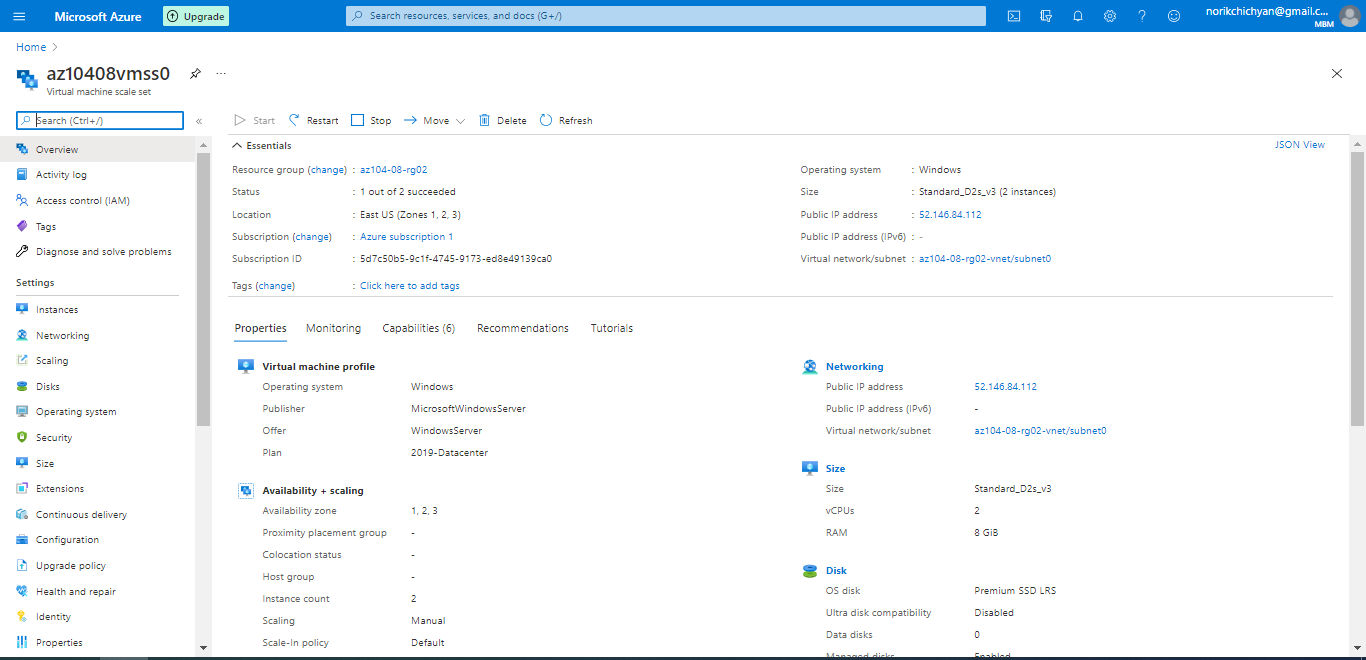 Microsoft Azure
Upgrade
Search resources, services, and docs (G+/)
norikchichyan@gmail.c...
MBM
Home
az10408vmss0
...
Virtual machine scale set
Search (Ctrl+/)
«
Start
Restart
Stop
Move
Delete
Refresh
Overview
Activity log
Access control (IAM)
Tags
Diagnose and solve problems
Settings
Instances
Networking
Scaling
Disks
Operating system
Security
Size
Extensions
Continuous delivery
Configuration
Upgrade policy
Health and repair
Identity
Properties
Essentials
JSON View
Resource group (change) : az104-08-rg02
Status : 1 out of 2 succeeded
Location : East US (Zones 1, 2, 3)
Subscription (change) : Azure subscription 1
Subscription ID : 5d7c50b5-9c1f-4745-9173-ed8e49139ca0
Tags (change) : Click here to add tags
Operating system : Windows
Size : Standard_D2s_v3 (2 instances)
Public IP address : 52.146.84.112
Public IP address (IPv6) : -
Virtual network/subnet : az104-08-rg02-vnet/subnet0
Properties Monitoring Capabilities (6) Recommendations Tutorials
Virtual machine profile
Operating system Windows
Publisher MicrosoftWindowsServer
Offer WindowsServer
Plan 2019-Datacenter
Availability + scaling
Availability zone 1, 2, 3
Proximity placement group -
Colocation status -
Host group -
Instance count 2
Scaling Manual
Scale-In policy Default
Networking
Public IP address 52.146.84.112
Public IP address (IPv6) -
Virtual network/subnet az104-08-rg02-vnet/subnet0
Size
Size Standard_D2s_v3
vCPUs 2
RAM 8 GiB
Disk
OS disk Premium SSD LRS
Ultra disk compatibility Disabled
Data disks 0
Managed disks Enabled